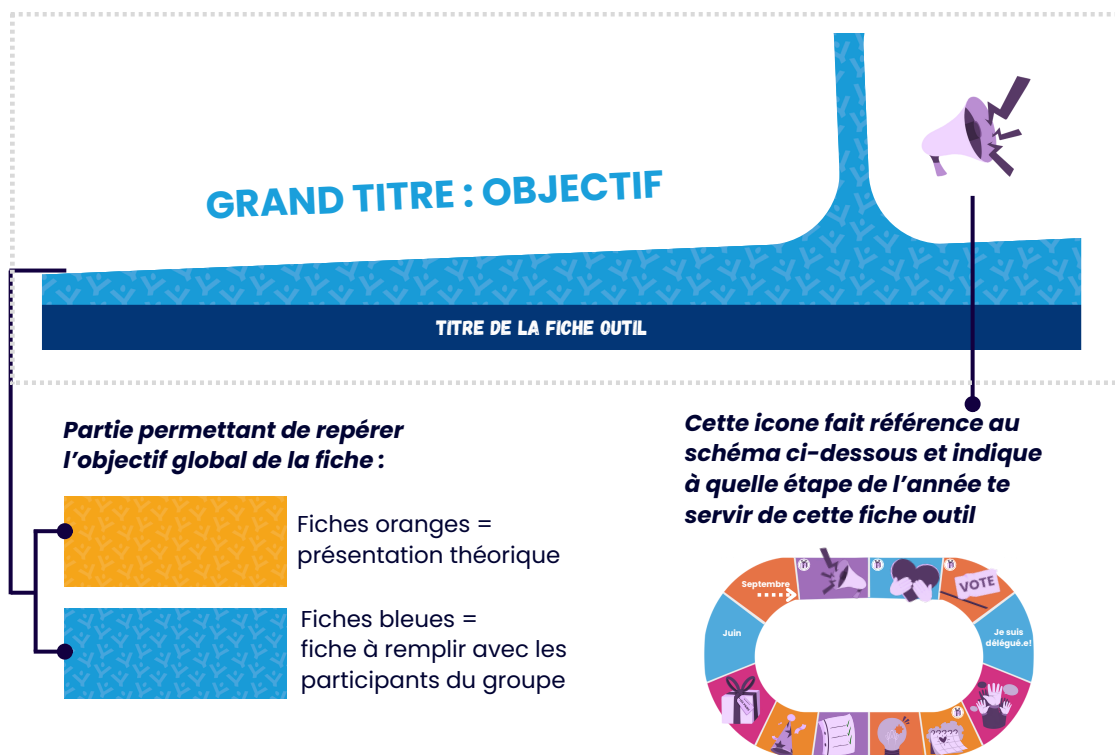 GRAND TITRE : OBJECTIF
TITRE DE LA FICHE OUTIL
Partie permettant de repérer
l'objectif global de la fiche :
Fiches oranges =
présentation théorique
Fiches bleues =
fiche à remplir avec les
participants du groupe
Cette icone fait référence au
schéma ci-dessous et indique
à quelle étape de l'année te
servir de cette fiche outil
Septembre
VOTE
Juin
Je suis
délégué.e!
?????